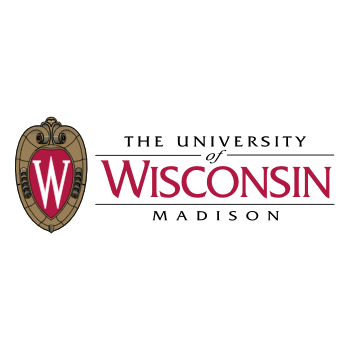 W
THE UNIVERSITY
of
WISCONSIN
MADISON